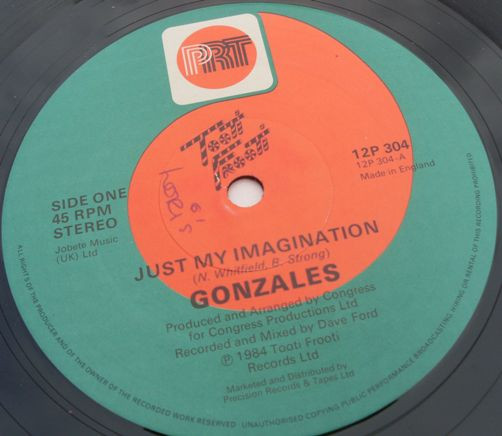 PRT
Tooti
Frooti
12P 304
12P 304-A
Made in England
SIDE ONE
45 RPM
STEREO
Jobete Music
(UK) Ltd
JUST MY IMAGINATION
(N. Whitfield, B. Strong)
GONZALES
Produced and Arranged by Congress
for Congress Productions Ltd
Recorded and Mixed by Dave Ford
℗ 1984 Tooti Frooti
Records Ltd
Marketed and Distributed by
Precision Records & Tapes Ltd
ALL RIGHTS OF THE PRODUCER AND OF THE OWNER OF THE RECORDED WORK RESERVED UNAUTHORISED COPYING PUBLIC PERFORMANCE BROADCASTING HIRING OR RENTAL OF THIS RECORDING PROHIBITED